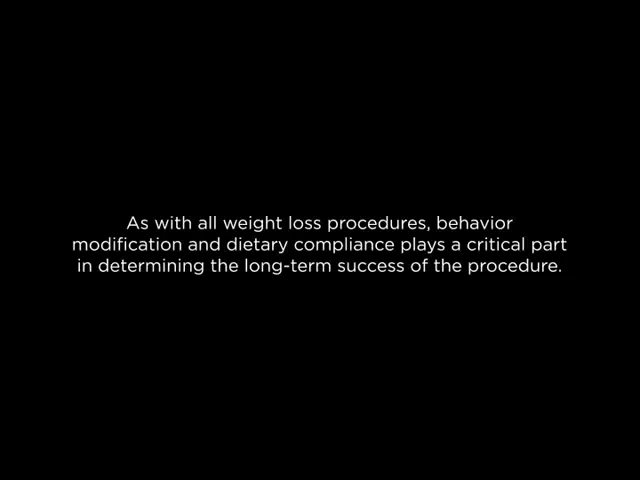 As with all weight loss procedures, behavior
modification and dietary compliance plays a critical part
in determining the long-term success of the procedure.